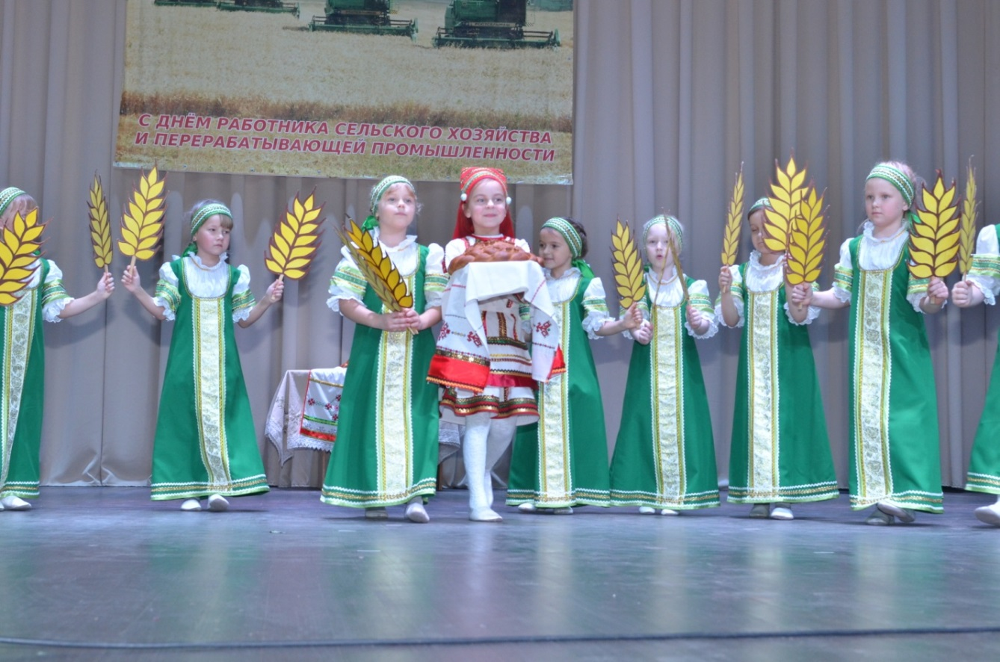 С ДНЁМ РАБОТНИКА СЕЛЬСКОГО ХОЗЯЙСТВА
И ПЕРЕРАБАТЫВАЮЩЕЙ ПРОМЫШЛЕННОСТИ